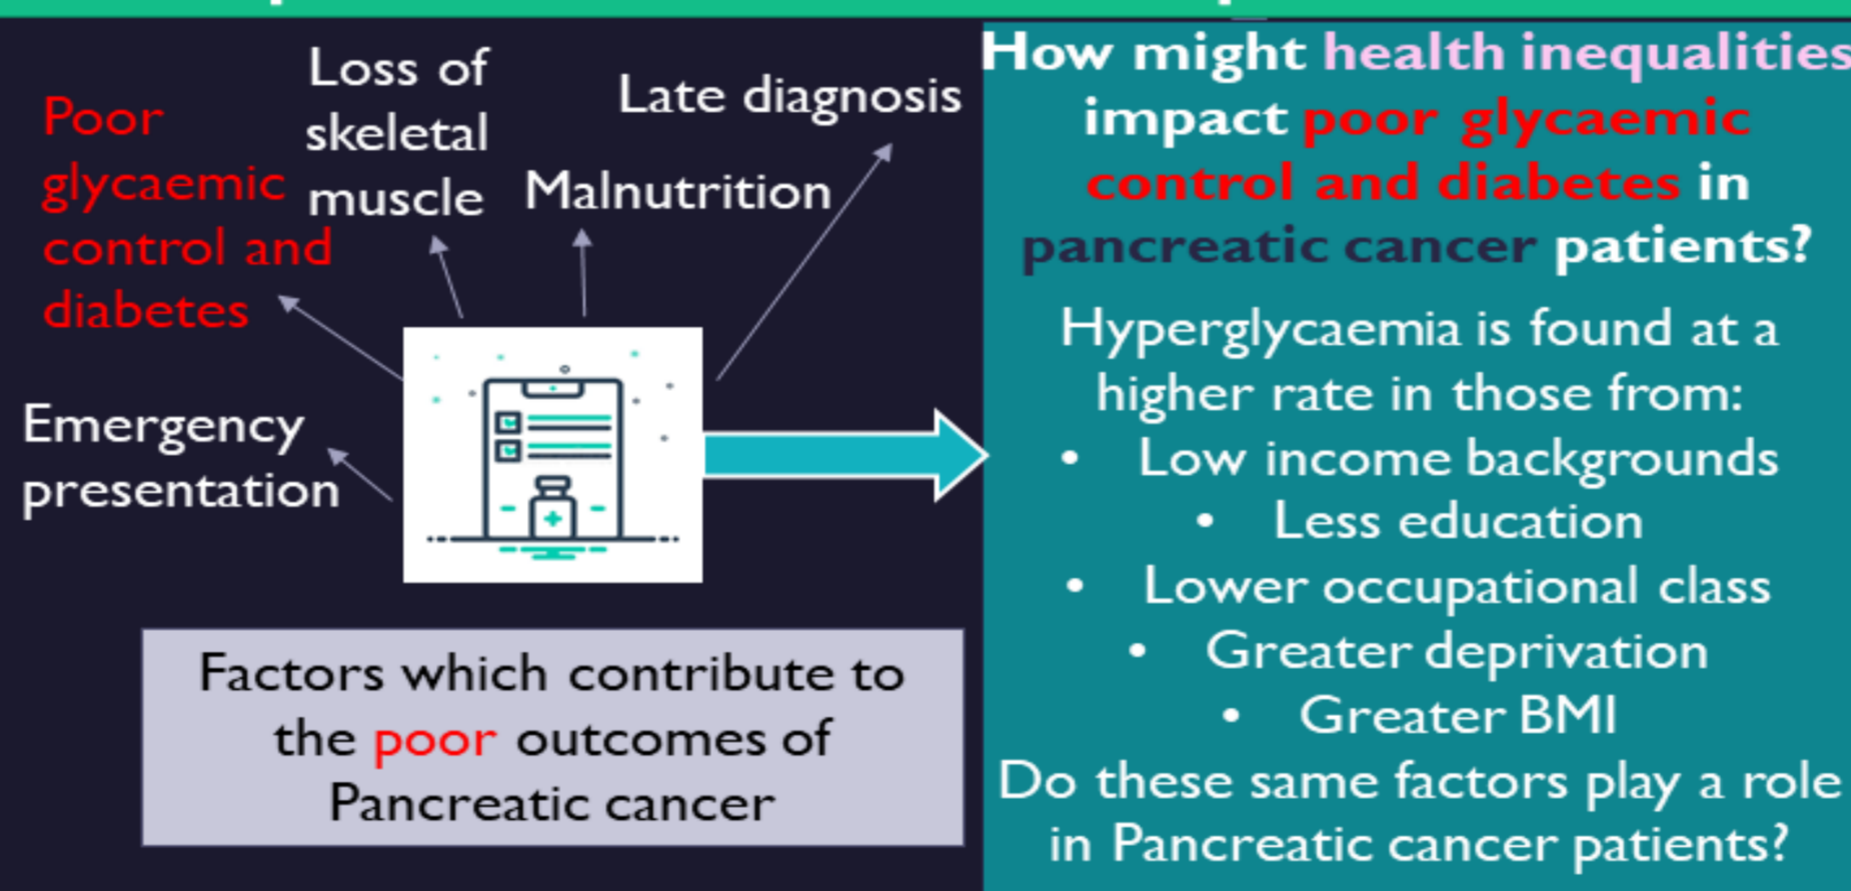 Poor
glycaemic
control and
diabetes
Loss of
skeletal
muscle
Malnutrition
Late diagnosis
Emergency
presentation
Factors which contribute to
the poor outcomes of
Pancreatic cancer
How might health inequalities
impact poor glycaemic
control and diabetes in
pancreatic cancer patients?
Hyperglycaemia is found at a
higher rate in those from:
• Low income backgrounds
• Less education
• Lower occupational class
• Greater deprivation
• Greater BMI
Do these same factors play a role
in Pancreatic cancer patients?